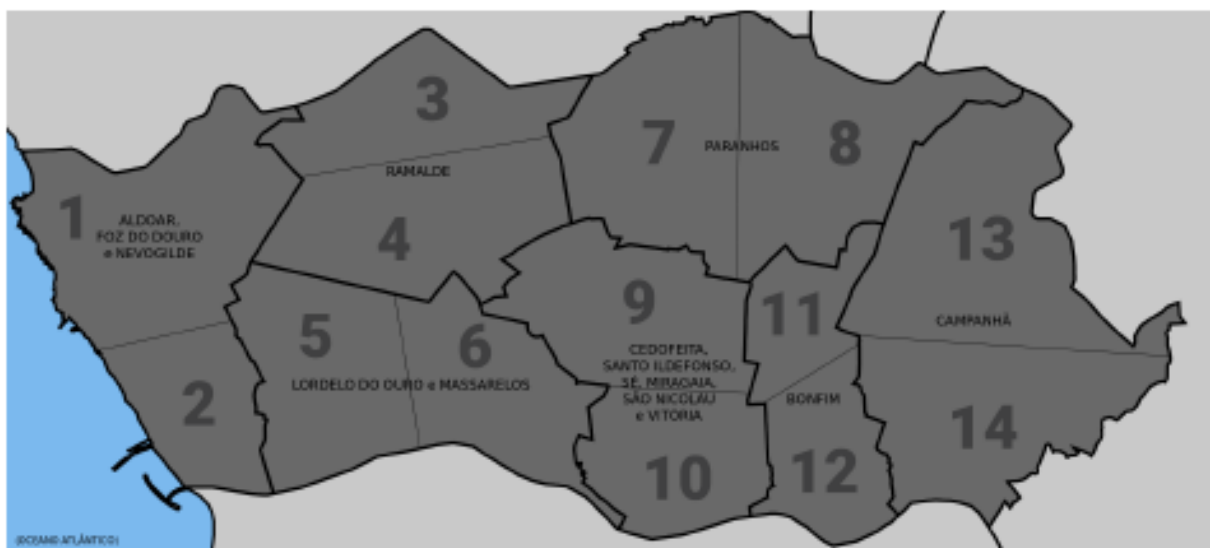 3
7
PARANHOS
8
RAMALDE
1
ALDOAR,
FOZ DO DOURO
e NEVOGILDE
4
13
9
11
5
6
CAMPANHÃ
CEDOFEITA,
SANTO ILDEFONSO,
SÉ, MIRAGAIA,
SÃO NICOLAU
e VITORIA
LORDELO DO OURO e MASSARELOS
2
BONFIM
14
10
12
(OCEANO ATLÂNTICO)